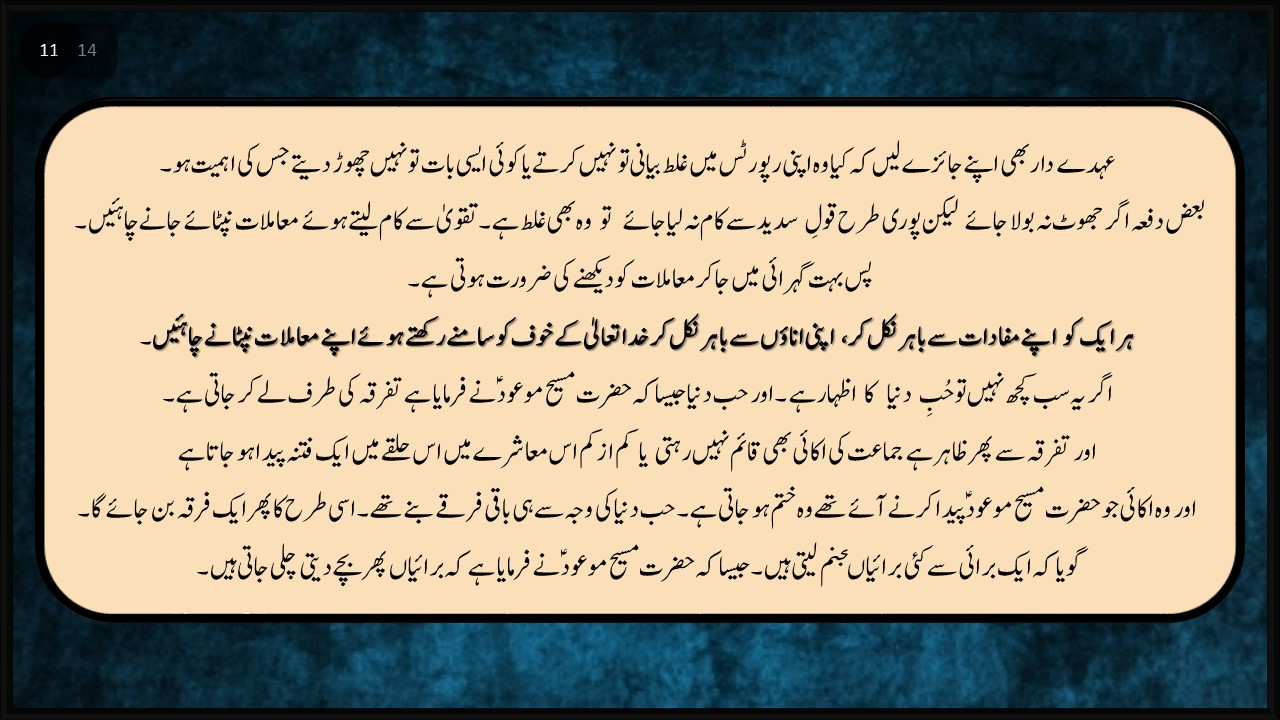 11 14
عہدے دار بھی اپنے جائزے لیں کہ کیا وہ اپنی رپورٹس میں غلط بیانی تو نہیں کرتے یا کوئی ایسی بات تو نہیں چھوڑ دیتے جس کی اہمیت ہو۔
بعض دفعہ اگر جھوٹ نہ بولا جائے لیکن پوری طرح قولِ سدید سے کام نہ لیا جائے تو وہ بھی غلط ہے۔ تقویٰ سے کام لیتے ہوئے معاملات نپٹائے جانے چاہئیں۔
پس بہت گہرائی میں جا کر معاملات کو دیکھنے کی ضرورت ہوتی ہے۔
ہر ایک کو اپنے مفادات سے باہر نکل کر، اپنی اناؤں سے باہر نکل کر خدا تعالیٰ کے خوف کو سامنے رکھتے ہوئے اپنے معاملات نپٹانے چاہئیں۔
اگر یہ سب کچھ نہیں تو حُبِ دنیا کا اظہار ہے۔ اور حب دنیا جیسا کہ حضرت مسیح موعودؑ نے فرمایا ہے تفرقہ کی طرف لے کر جاتی ہے۔
اور تفرقہ سے پھر ظاہر ہے جماعت کی اکائی بھی قائم نہیں رہتی یا کم از کم اس معاشرے میں اس حلقے میں ایک فتنہ پیدا ہو جاتا ہے
اور وہ اکائی جو حضرت مسیح موعودؑ پیدا کرنے آئے تھے وہ ختم ہو جاتی ہے۔ حب دنیا کی وجہ سے ہی باقی فرقے بنے تھے۔ اسی طرح کا پھر ایک فرقہ بن جائے گا۔
گویا کہ ایک برائی سے کئی برائیاں جنم لیتی ہیں۔ جیسا کہ حضرت مسیح موعودؑ نے فرمایا ہے کہ برائیاں پھر بچے دیتی چلی جاتی ہیں۔